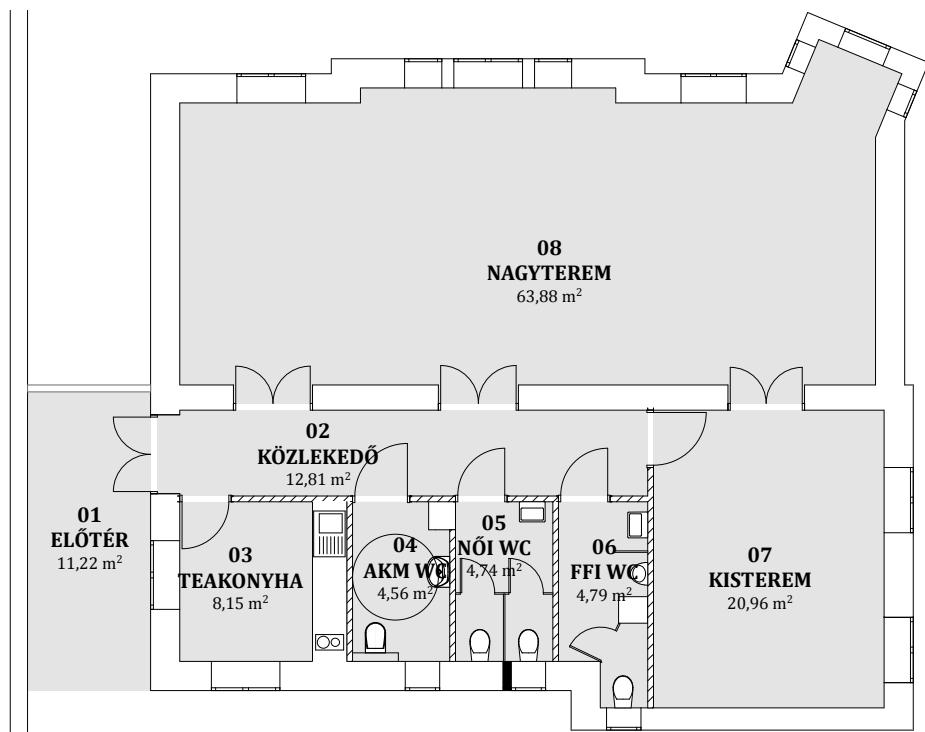 08
NAGYTEREM
63,88 m²
02
KÖZLEKEDŐ
12,81 m²
01
ELŐTÉR
11,22 m²
03
TEAKONYHA
8,15 m²
04
AKM WC
4,56 m²
05
NŐI WC
4,74 m²
06
FFI WC
4,79 m²
07
KISTEREM
20,96 m²